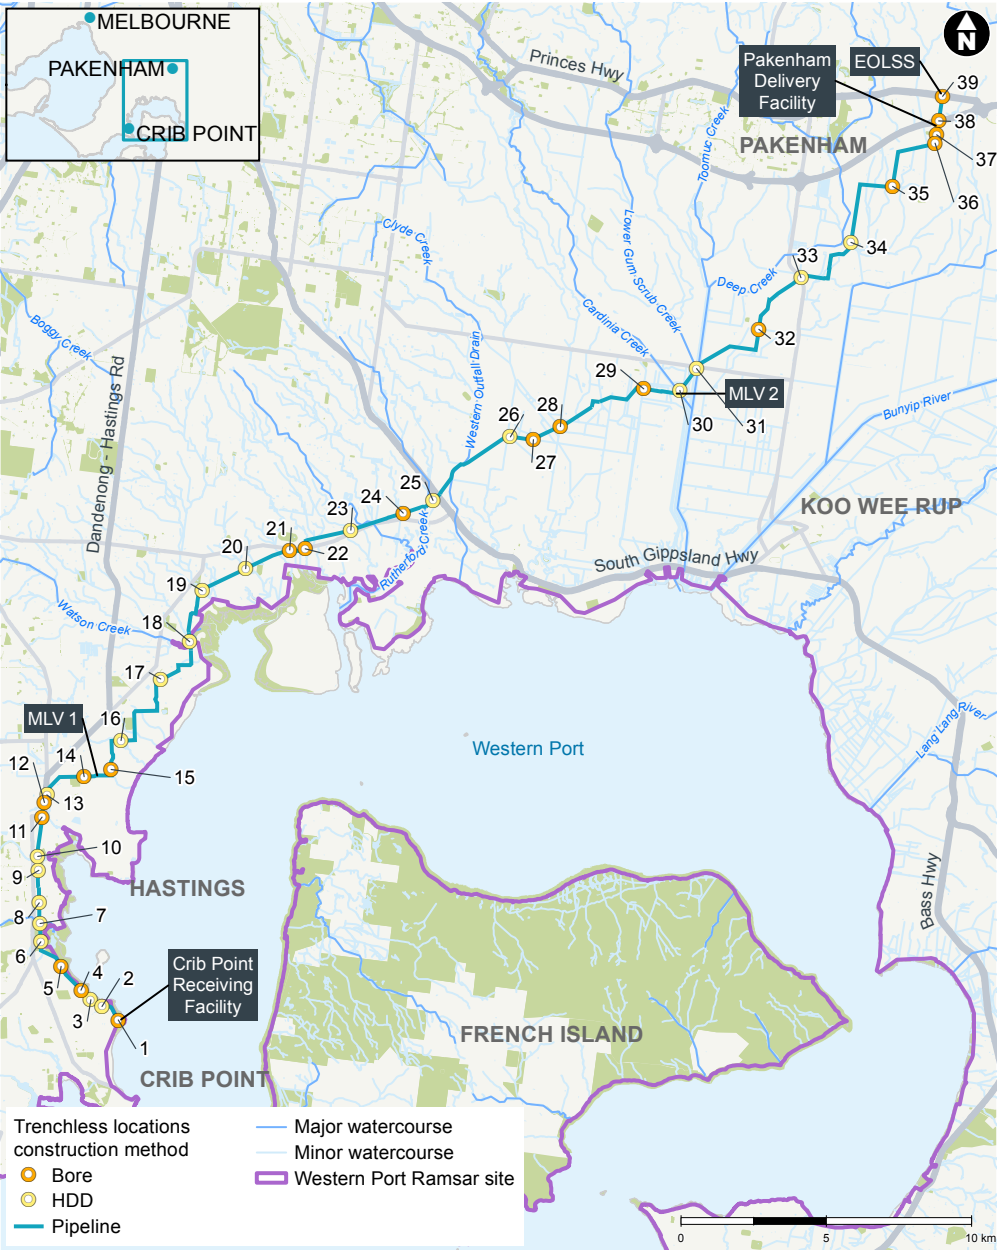 MELBOURNE
PAKENHAM
CRIB POINT
N
Princes Hwy
Pakenham
Delivery
Facility
EOLSS
39
38
37
36
35
34
33
32
PAKENHAM
Toomuc Creek
Clyde Creek
Lower Gum Scrub Creek
Deep Creek
Cardinia Creek
Boggy Creek
Dandenong - Hastings Rd
Western Outfall Drain
29
MLV 2
30
31
26
28
27
Bunyip River
25
24
23
21
22
20
19
KOO WEE RUP
South Gippsland Hwy
Rutherford Creek
Watson Creek
18
17
MLV 1
16
Western Port
Lang Lang River
12
14
15
13
11
10
9
HASTINGS
8
7
6
5
4
2
3
1
Crib Point
Receiving
Facility
Bass Hwy
FRENCH ISLAND
CRIB POINT
Trenchless locations
construction method
Bore
HDD
Pipeline
Major watercourse
Minor watercourse
Western Port Ramsar site
0
5
10 km